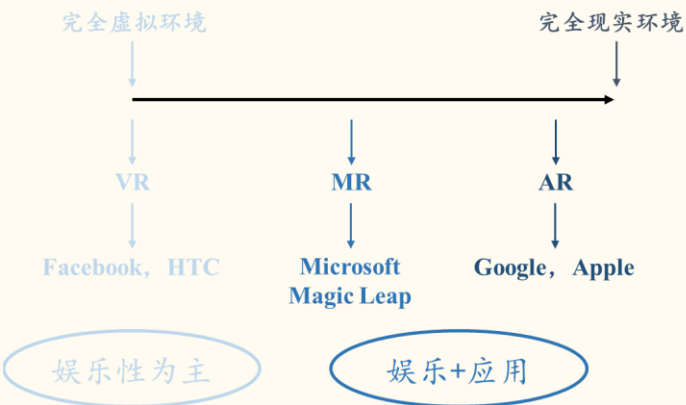 完全虚拟环境
完全现实环境
VR
MR
AR
Facebook，HTC
Microsoft
Magic Leap
Google，Apple
娱乐性为主
娱乐+应用